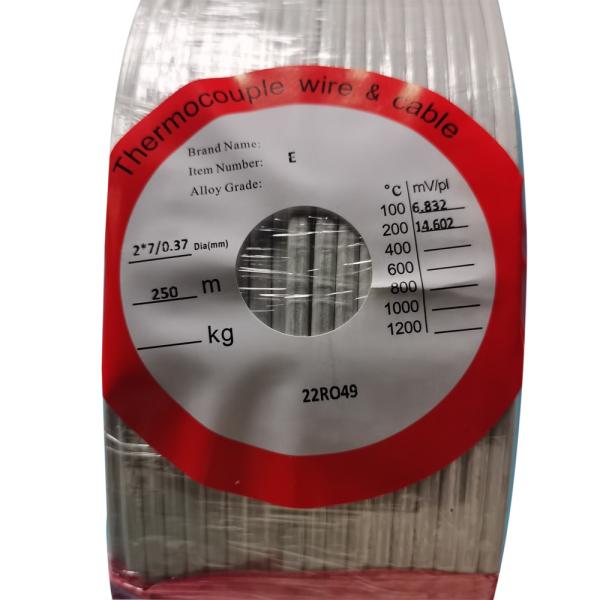 Thermocouple wire & cable
Brand Name:
Item Number: E
Alloy Grade:
2*7/0.37 Dia(mm)
250 m
kg
°C mV/pl
100 6.832
200 14.602
400
600
800
1000
1200
22RO49